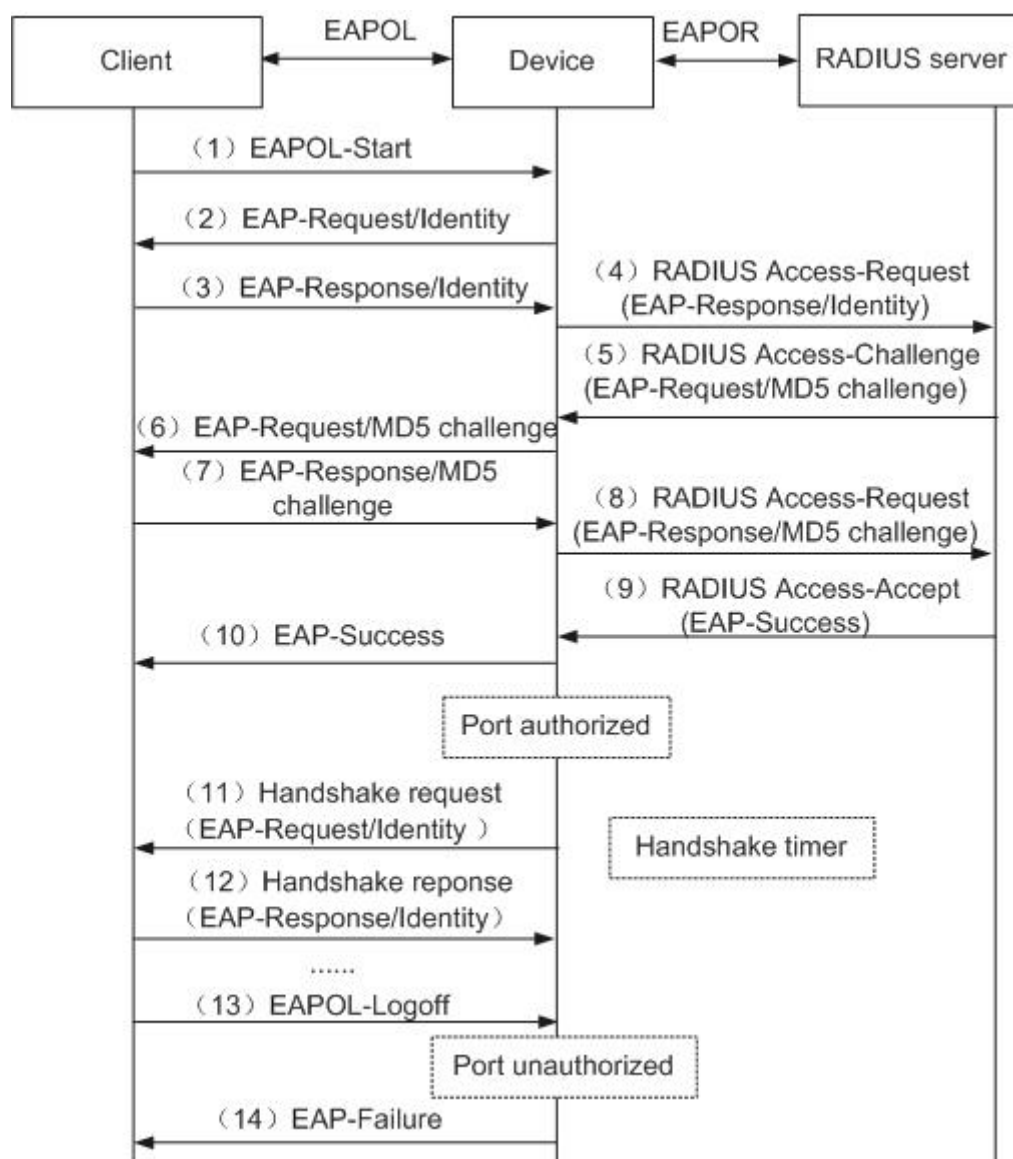 EAPOL
EAPOR
Client
Device
RADIUS server
（1）EAPOL-Start
（2）EAP-Request/Identity
（3）EAP-Response/Identity
（4）RADIUS Access-Request
(EAP-Response/Identity)
（5）RADIUS Access-Challenge
(EAP-Request/MD5 challenge)
（6）EAP-Request/MD5 challenge
（7）EAP-Response/MD5
challenge
（8）RADIUS Access-Request
(EAP-Response/MD5 challenge)
（9）RADIUS Access-Accept
(EAP-Success)
（10）EAP-Success
Port authorized
（11）Handshake request
（EAP-Request/Identity ）
Handshake timer
（12）Handshake reponse
（EAP-Response/Identity）
......
（13）EAPOL-Logoff
Port unauthorized
（14）EAP-Failure